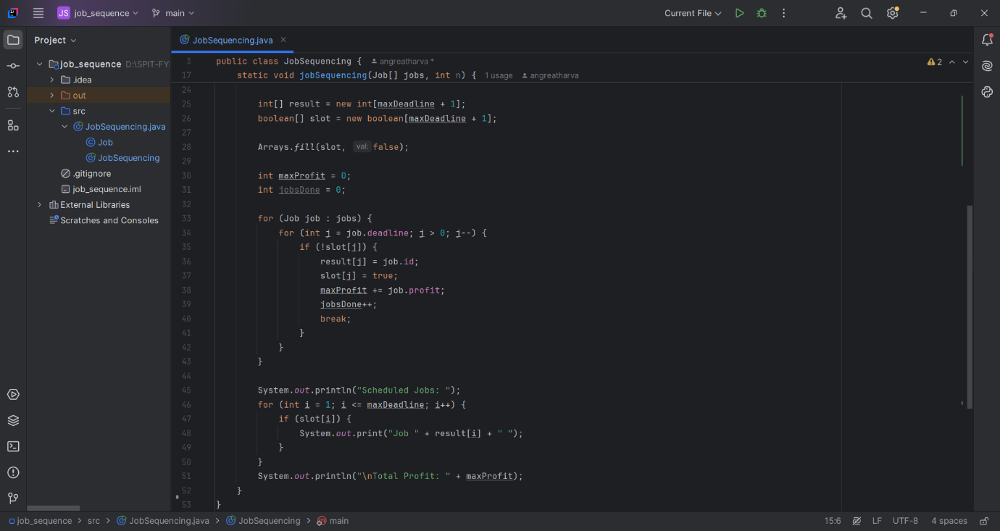 JS job_sequence main Current File
Project
JobSequencing.java
job_sequence D:\SPIT-FY
.idea
out
src
JobSequencing.java
Job
JobSequencing
.gitignore
job_sequence.iml
External Libraries
Scratches and Consoles
2
3 public class JobSequencing { angreatharva *
17 static void jobSequencing(Job[] jobs, int n) { 1 usage angreatharva
24
25 int[] result = new int[maxDeadline + 1];
26 boolean[] slot = new boolean[maxDeadline + 1];
27
28 Arrays.fill(slot, val: false);
29
30 int maxProfit = 0;
31 int jobsDone = 0;
32
33 for (Job job : jobs) {
34 for (int j = job.deadline; j > 0; j--) {
35 if (!slot[j]) {
36 result[j] = job.id;
37 slot[j] = true;
38 maxProfit += job.profit;
39 jobsDone++;
40 break;
41 }
42 }
43 }
44
45 System.out.println("Scheduled Jobs: ");
46 for (int i = 1; i <= maxDeadline; i++) {
47 if (slot[i]) {
48 System.out.print("Job " + result[i] + " ");
49 }
50 }
51 System.out.println("\nTotal Profit: " + maxProfit);
52 }
53 }
job_sequence > src > JobSequencing.java > JobSequencing > main 15:6 LF UTF-8 4 spaces